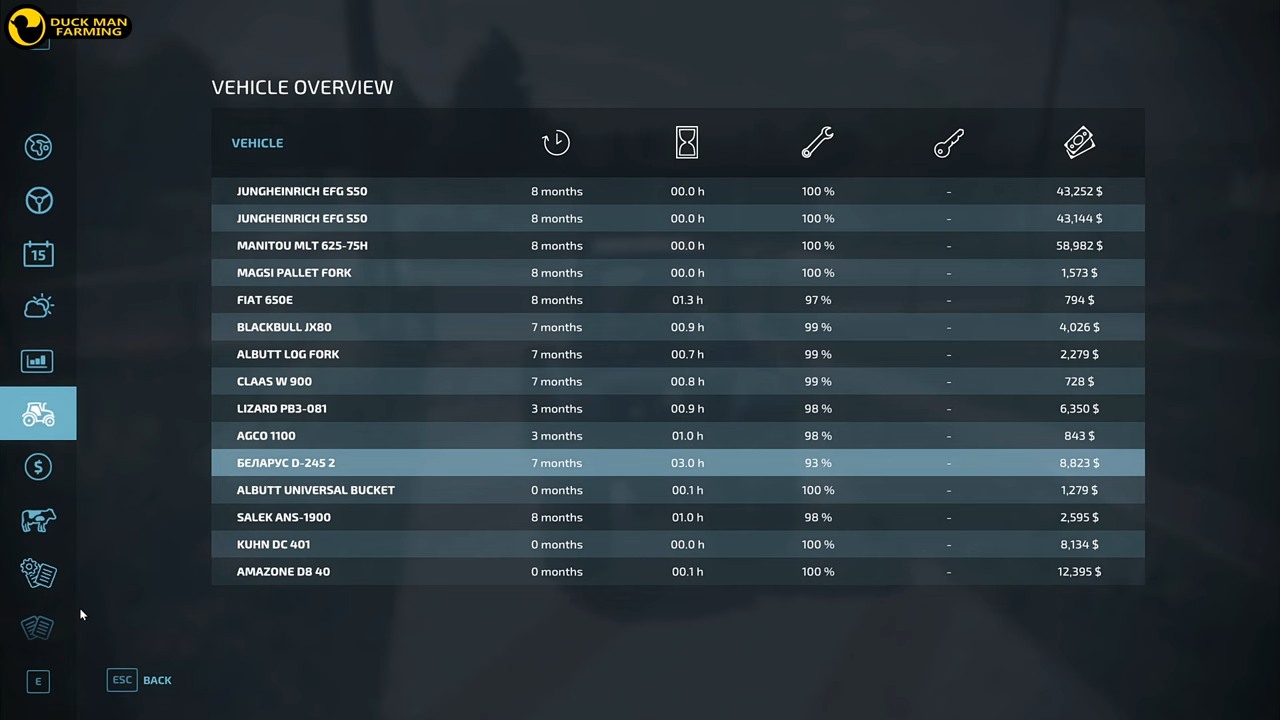 DUCK MAN
FARMING
VEHICLE OVERVIEW
VEHICLE
JUNGHEINRICH EFG S50 8 months 00.0 h 100 % - 43,252 $
JUNGHEINRICH EFG S50 8 months 00.0 h 100 % - 43,144 $
MANITOU MLT 625-75H 8 months 00.0 h 100 % - 58,982 $
MAGSI PALLET FORK 8 months 00.0 h 100 % - 1,573 $
FIAT 650E 8 months 01.3 h 97 % - 794 $
BLACKBULL JX80 7 months 00.9 h 99 % - 4,026 $
ALBUTT LOG FORK 7 months 00.7 h 99 % - 2,279 $
CLAAS W 900 7 months 00.8 h 99 % - 728 $
LIZARD PB3-081 3 months 00.9 h 98 % - 6,350 $
AGCO 1100 3 months 01.0 h 98 % - 843 $
БЕЛАРУС D-245 2 7 months 03.0 h 93 % - 8,823 $
ALBUTT UNIVERSAL BUCKET 0 months 00.1 h 100 % - 1,279 $
SALEK ANS-1900 8 months 01.0 h 98 % - 2,595 $
KUHN DC 401 0 months 00.0 h 100 % - 8,134 $
AMAZONE D8 40 0 months 00.1 h 100 % - 12,395 $
15
$
E
ESC BACK